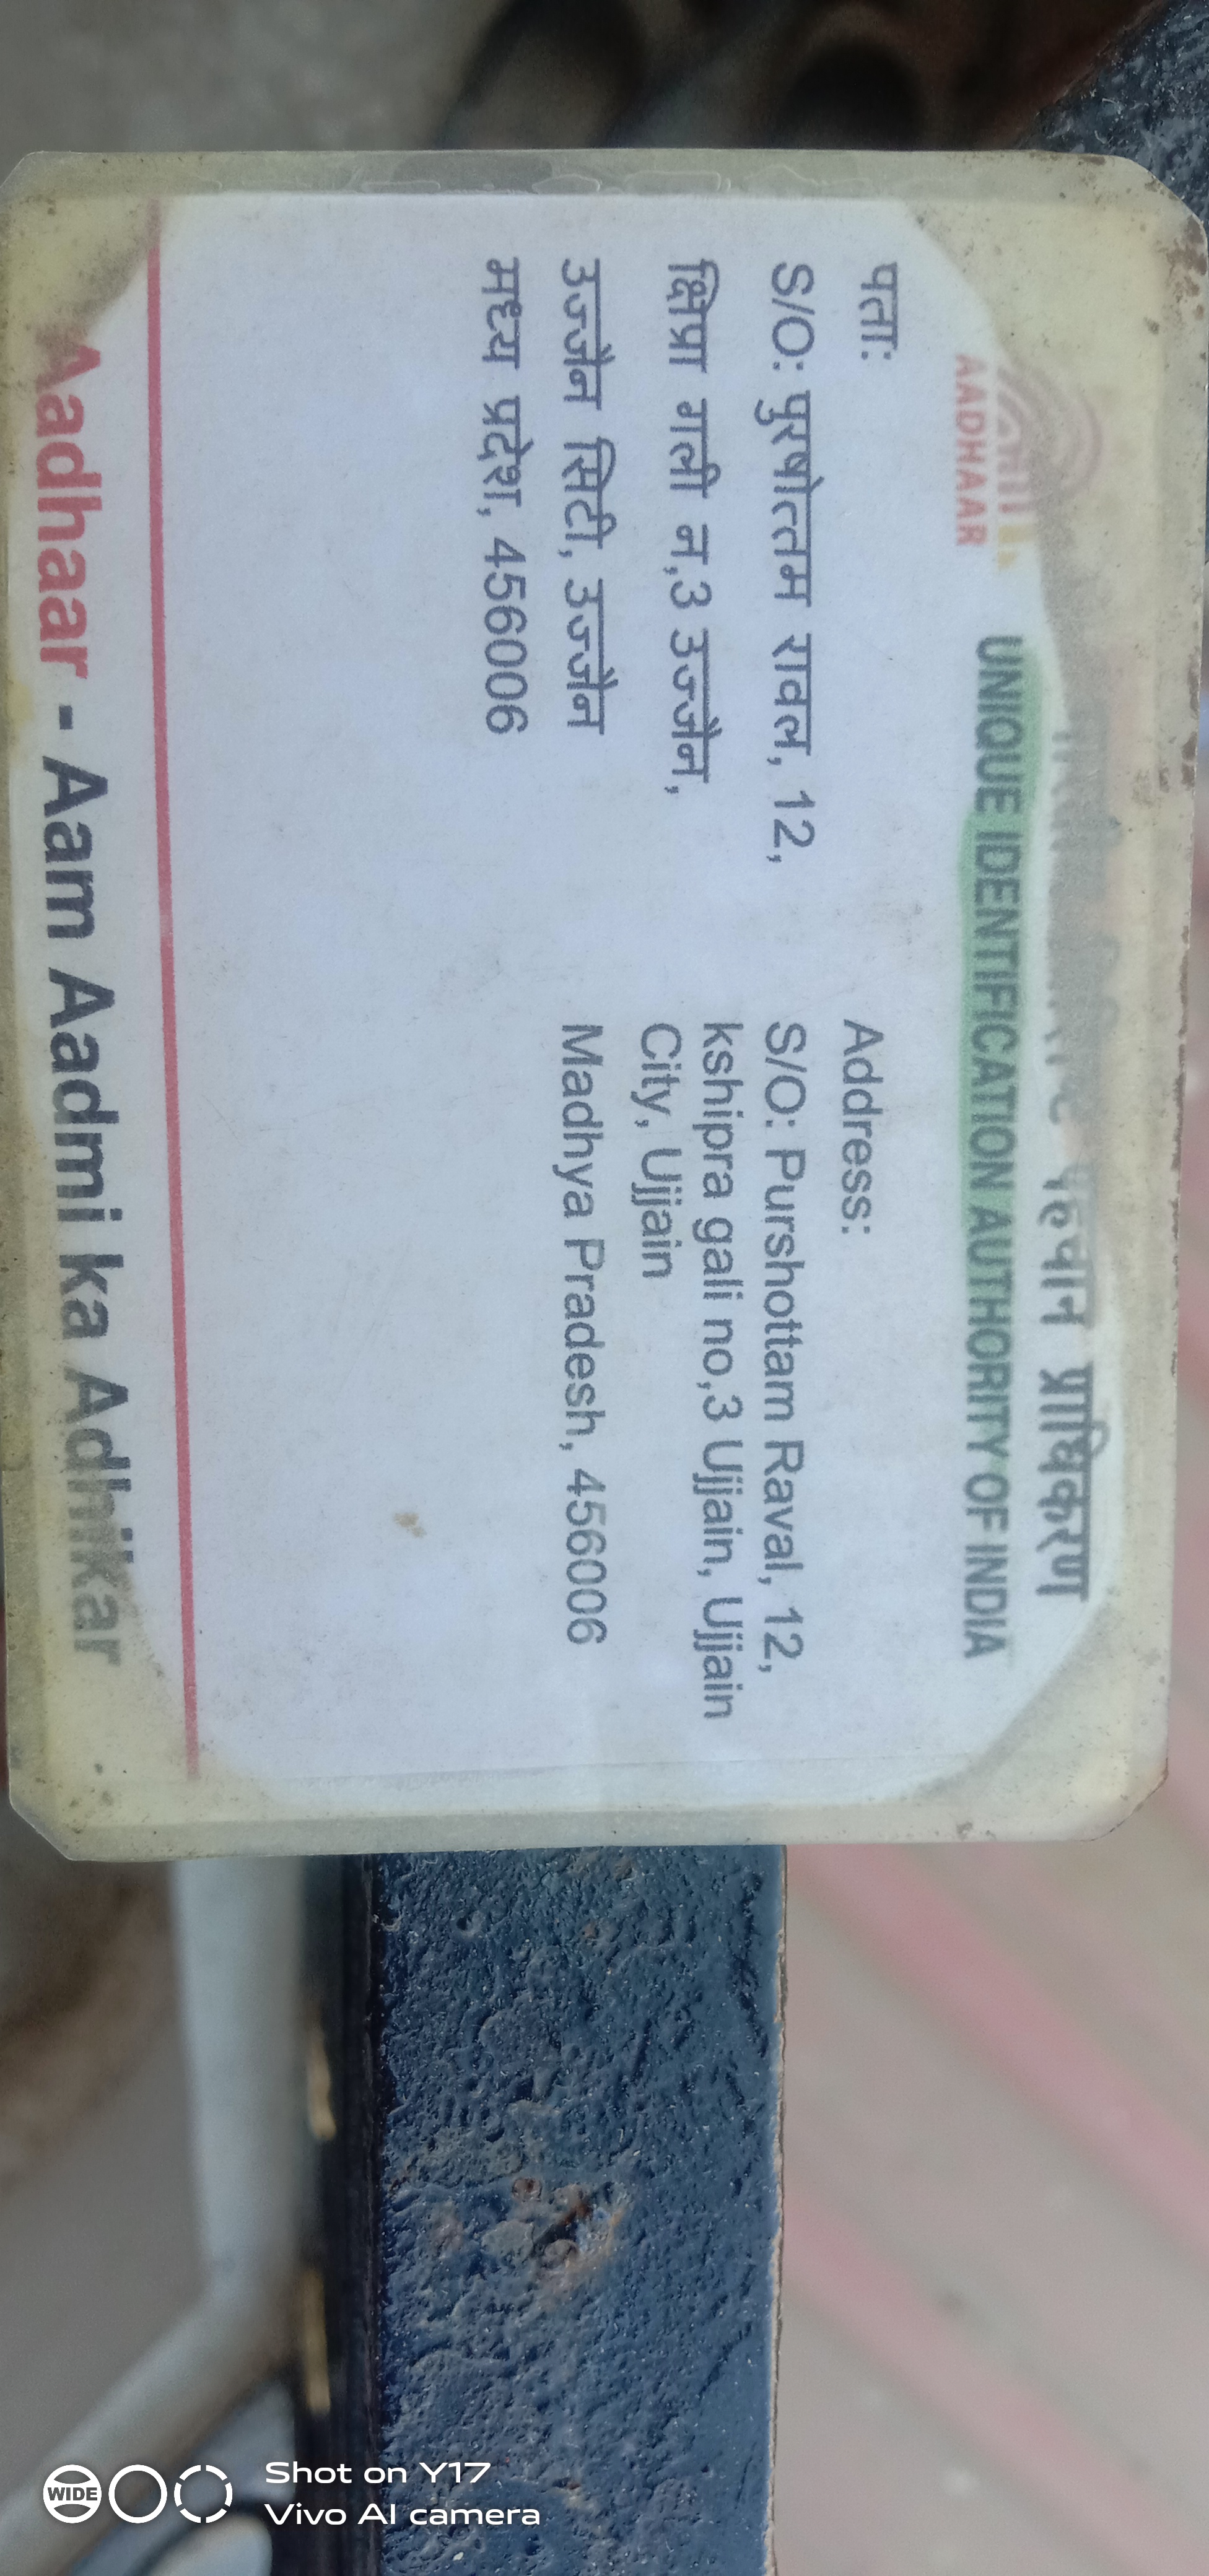 पहचान प्राधिकरण
UNIQUE IDENTIFICATION AUTHORITY OF INDIA
AADHAAR
पता:
S/O: पुरषोत्तम रावल, 12,
क्षिप्रा गली न,3 उज्जैन,
उज्जैन सिटी, उज्जैन
मध्य प्रदेश, 456006
Address:
S/O: Purshottam Raval, 12,
kshipra gali no,3 Ujjain, Ujjain
City, Ujjain
Madhya Pradesh, 456006
Aadhaar - Aam Aadmi ka Adhikar
WIDE
Shot on Y17
Vivo AI camera